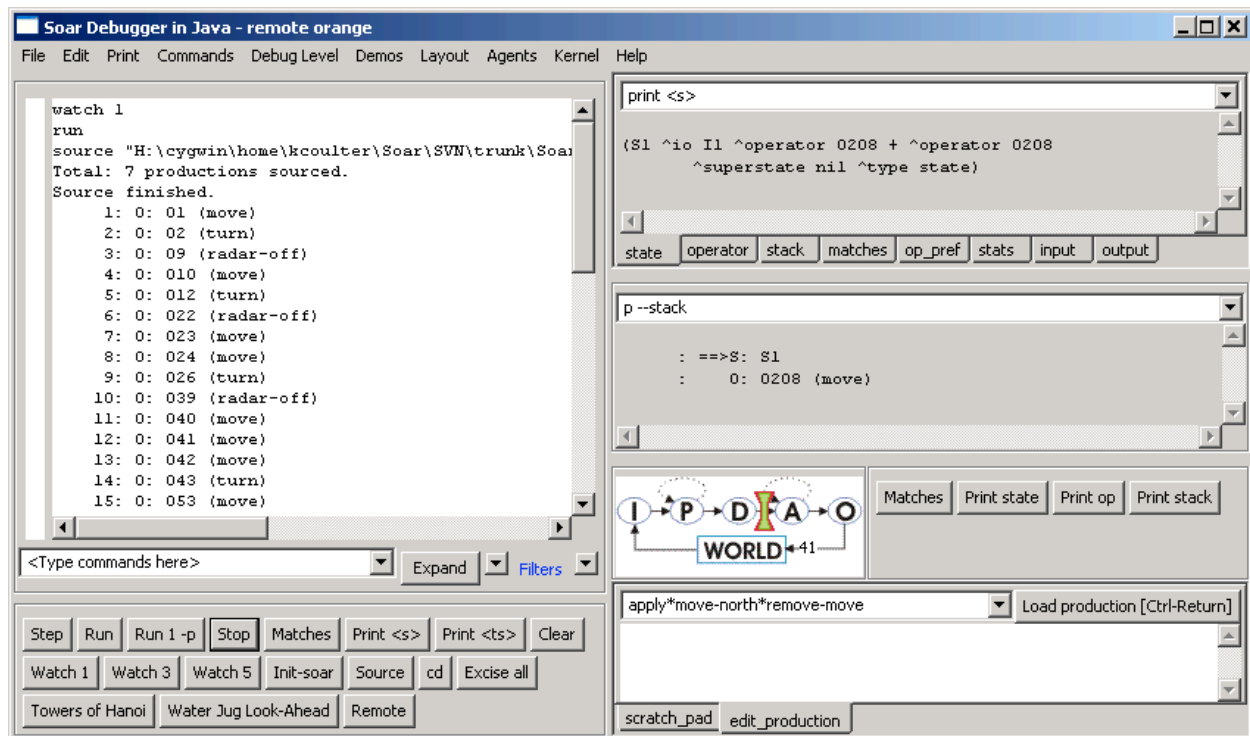 Soar Debugger in Java - remote orange
File Edit Print Commands Debug Level Demos Layout Agents Kernel Help
watch 1
run
source "H:\cygwin\home\kcoulter\Soar\SVN\trunk\Soar
Total: 7 productions sourced.
Source finished.
1: O: O1 (move)
2: O: O2 (turn)
3: O: O9 (radar-off)
4: O: O10 (move)
5: O: O12 (turn)
6: O: O22 (radar-off)
7: O: O23 (move)
8: O: O24 (move)
9: O: O26 (turn)
10: O: O39 (radar-off)
11: O: O40 (move)
12: O: O41 (move)
13: O: O42 (move)
14: O: O43 (turn)
15: O: O53 (move)
<Type commands here>
Expand
Filters
Step Run Run 1 -p Stop Matches Print <s> Print <ts> Clear
Watch 1 Watch 3 Watch 5 Init-soar Source cd Excise all
Towers of Hanoi Water Jug Look-Ahead Remote
print <s>
(S1 ^io I1 ^operator O208 + ^operator O208
^superstate nil ^type state)
state operator stack matches op_pref stats input output
p --stack
: ==>S: S1
: O: O208 (move)
I P D A O
WORLD 41
Matches Print state Print op Print stack
apply*move-north*remove-move
Load production [Ctrl-Return]
scratch_pad edit_production